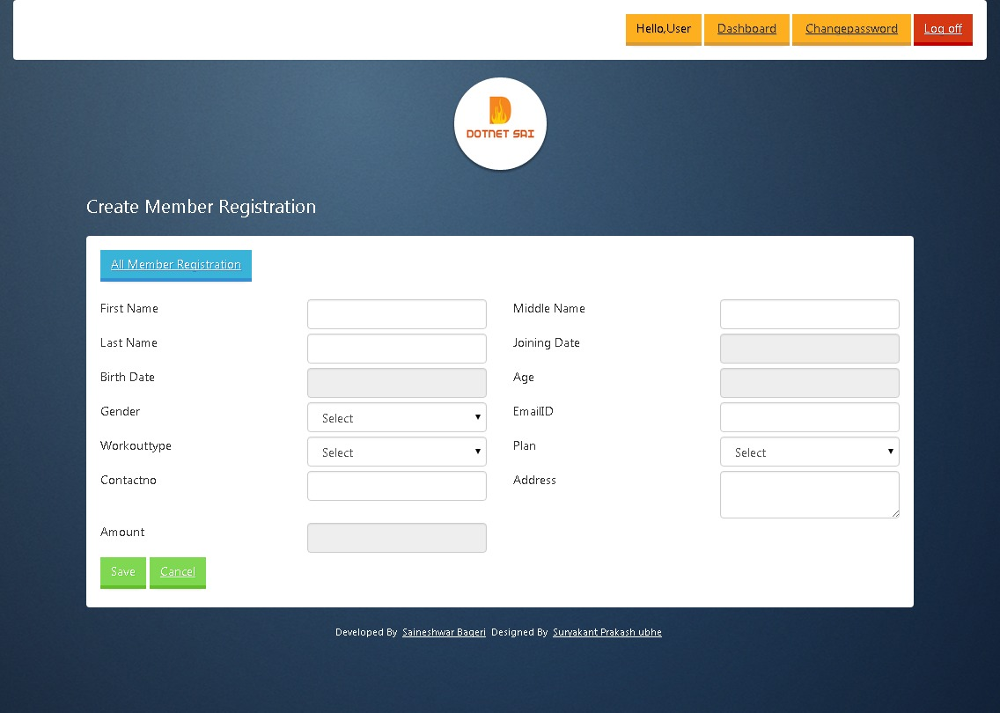 Hello,User Dashboard Changepassword Log off
DOTNET SAI
Create Member Registration
All Member Registration
First Name Middle Name
Last Name Joining Date
Birth Date Age
Gender Select EmailID
Workouttype Select Plan Select
Contactno Address
Amount
Save Cancel
Developed By Saineshwar Bageri Designed By Suryakant Prakash ubhe